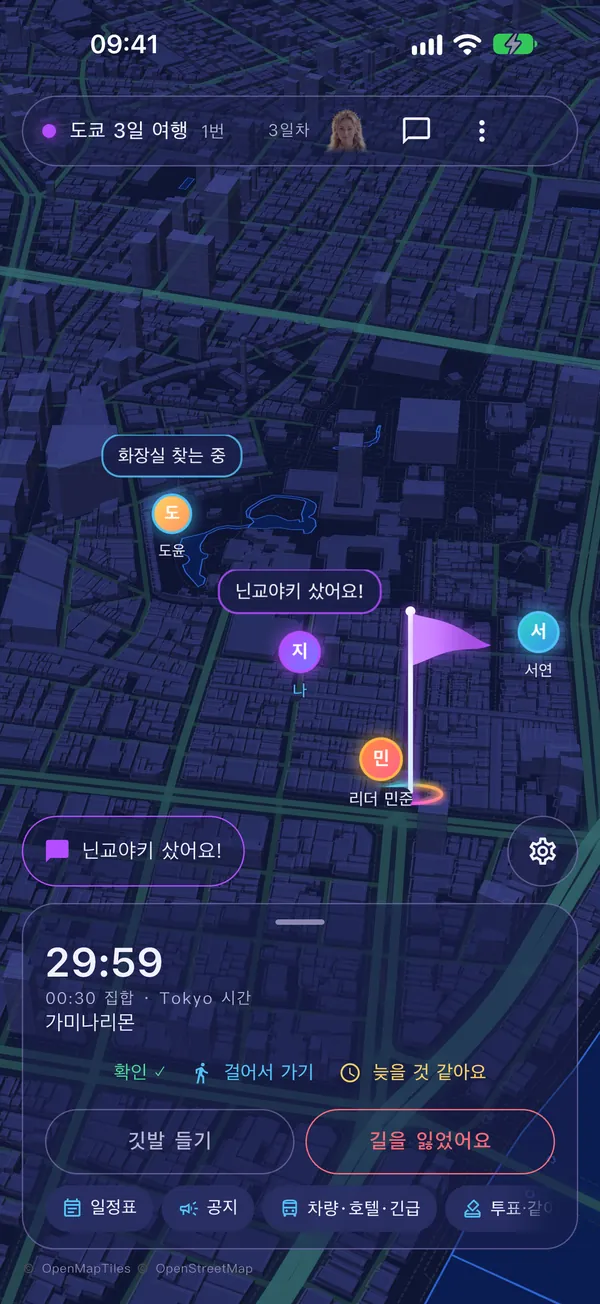 09:41
도쿄 3일 여행 1번 3일차
화장실 찾는 중
도
도윤
닌교야키 샀어요!
지
나
서
서연
민
리더 민준
닌교야키 샀어요!
29:59
00:30 집합 · Tokyo 시간
가미나리몬
확인 ✓ 걸어서 가기 늦을 것 같아요
깃발 들기 길을 잃었어요
일정표 공지 차량·호텔·긴급 투표·같이
© OpenMapTiles © OpenStreetMap